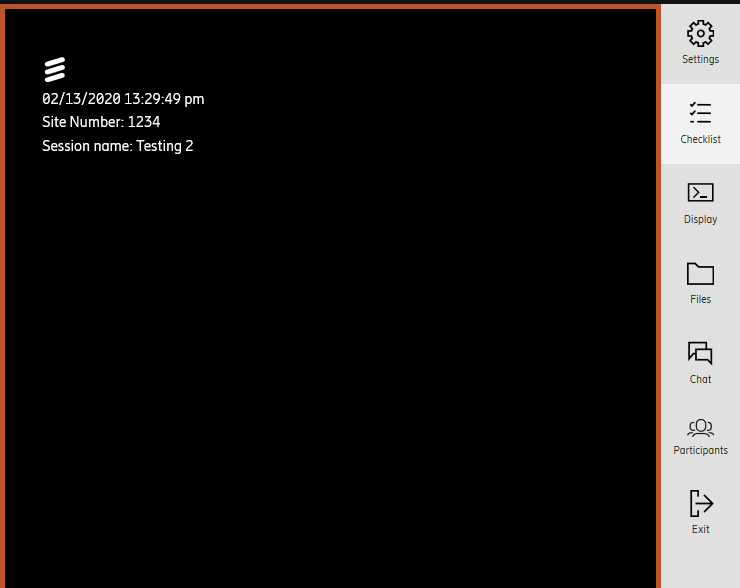 02/13/2020 13:29:49 pm
Site Number: 1234
Session name: Testing 2
Settings
Checklist
Display
Files
Chat
Participants
Exit